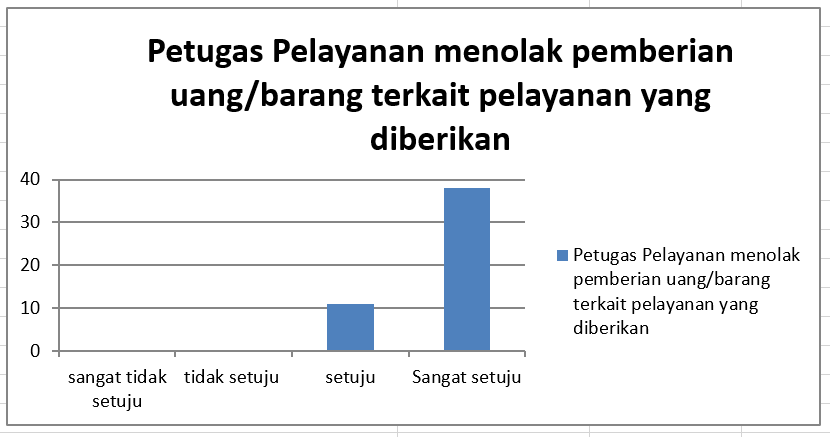 Petugas Pelayanan menolak pemberian
uang/barang terkait pelayanan yang
diberikan
40
30
20
10
0
sangat tidak
setuju
tidak setuju
setuju
Sangat setuju
Petugas Pelayanan menolak
pemberian uang/barang
terkait pelayanan yang
diberikan